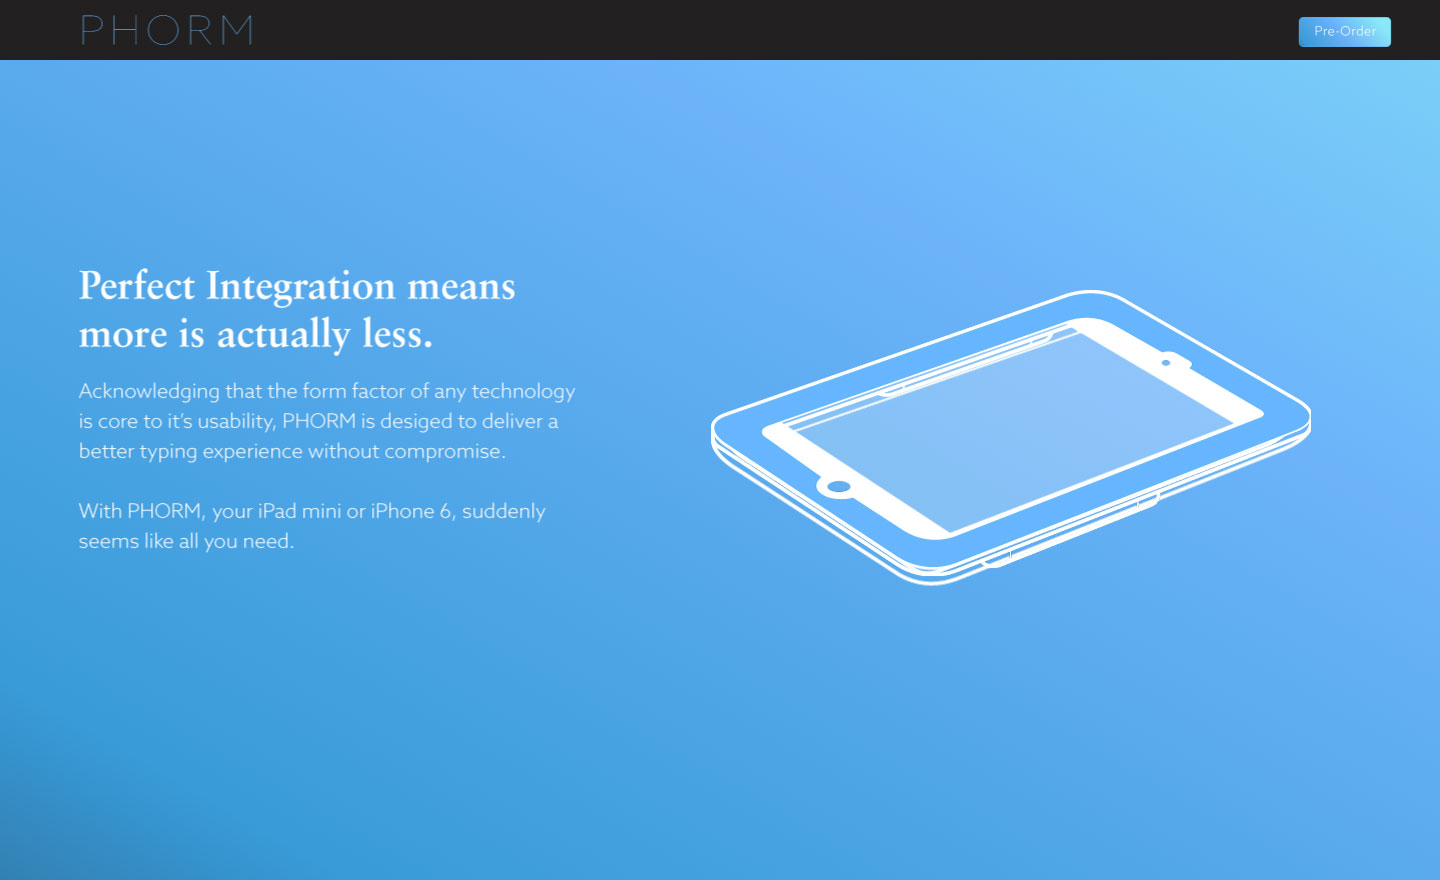 PHORM
Pre-Order
Perfect Integration means
more is actually less.
Acknowledging that the form factor of any technology
is core to it’s usability, PHORM is desiged to deliver a
better typing experience without compromise.
With PHORM, your iPad mini or iPhone 6, suddenly
seems like all you need.